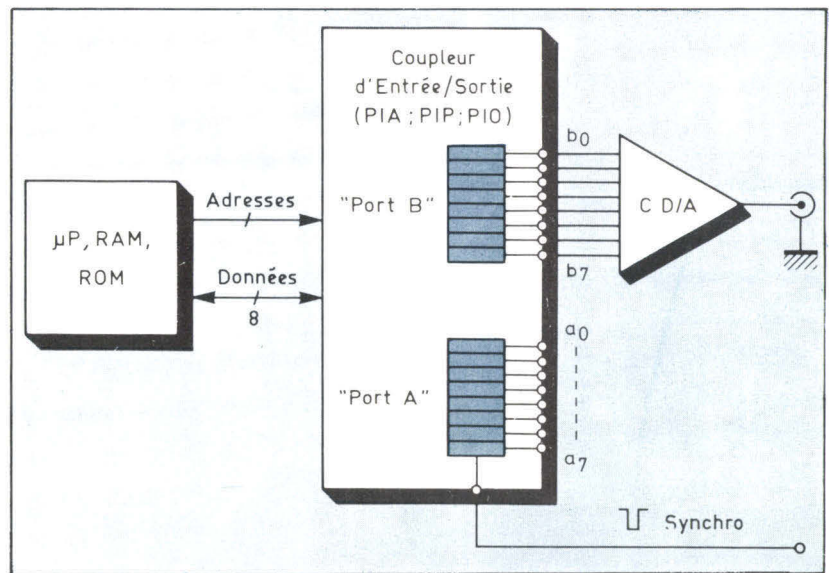 Coupleur
d'Entrée/Sortie
(PIA ; PIP; PIO)
µP, RAM,
ROM
Adresses
Données
8
"Port B"
b0
b7
C D/A
"Port A"
a0
a7
Synchro